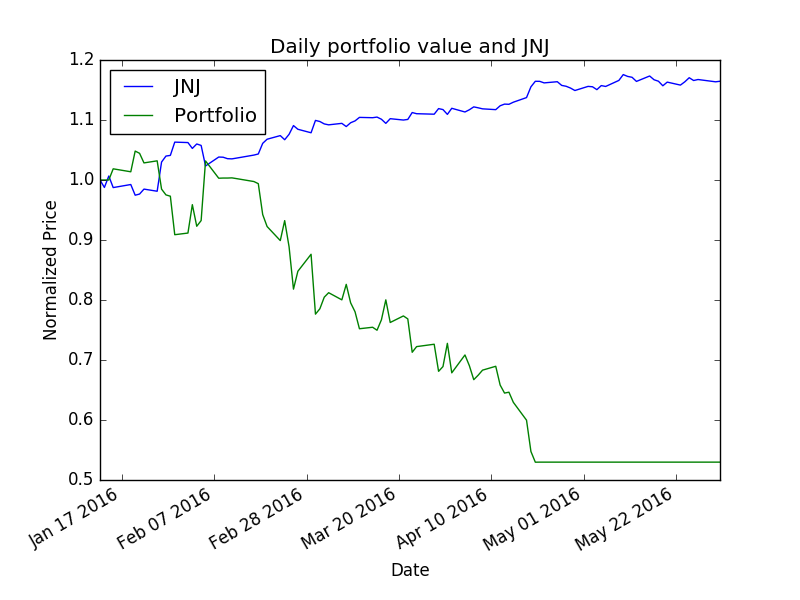 Daily portfolio value and JNJ
JNJ
Portfolio
Normalized Price
1.2
1.1
1.0
0.9
0.8
0.7
0.6
0.5
Jan 17 2016
Feb 07 2016
Feb 28 2016
Mar 20 2016
Apr 10 2016
May 01 2016
May 22 2016
Date